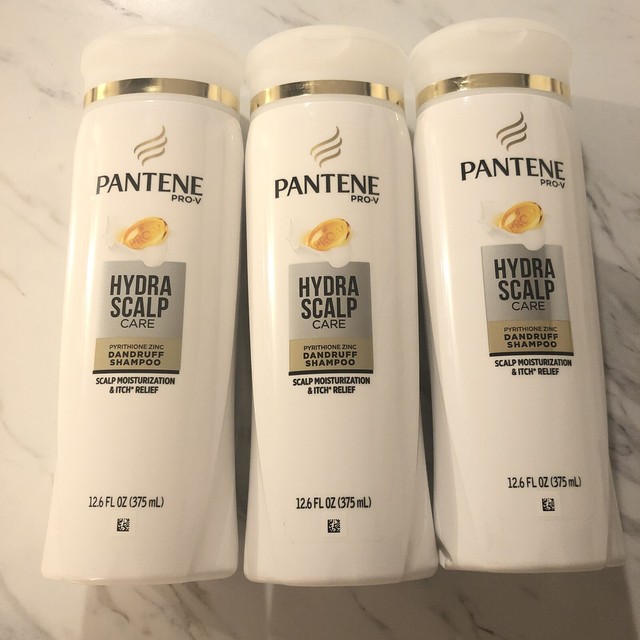 PANTENE
PRO-V
HYDRA
SCALP
CARE
PYRITHIONE ZINC
DANDRUFF
SHAMPOO
SCALP MOISTURIZATION
& ITCH* RELIEF
12.6 FL OZ (375 mL)
PANTENE
PRO-V
HYDRA
SCALP
CARE
PYRITHIONE ZINC
DANDRUFF
SHAMPOO
SCALP MOISTURIZATION
& ITCH* RELIEF
12.6 FL OZ (375 mL)
PANTENE
PRO-V
HYDRA
SCALP
CARE
PYRITHIONE ZINC
DANDRUFF
SHAMPOO
SCALP MOISTURIZATION
& ITCH* RELIEF
12.6 FL OZ (375 mL)